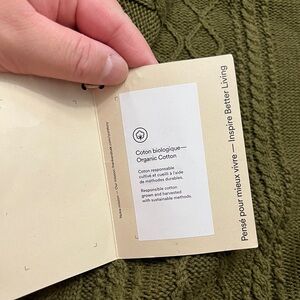 Coton biologique—
Organic Cotton
Coton responsable
cultivé et cueilli à l'aide
de méthodes durables.
Responsible cotton
grown and harvested
with sustainable methods.
Pensé pour mieux vivre — Inspire Better Living